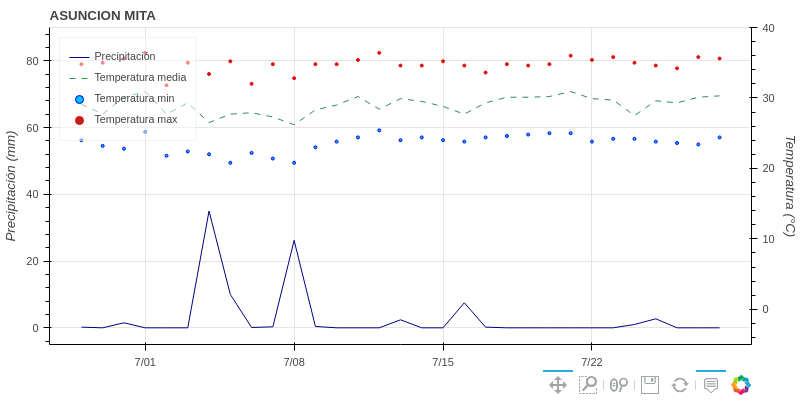 ASUNCION MITA
Precipitación
Temperatura media
Temperatura min
Temperatura max
Precipitación (mm)
80
60
40
20
0
Temperatura (°C)
40
30
20
10
0
7/01
7/08
7/15
7/22